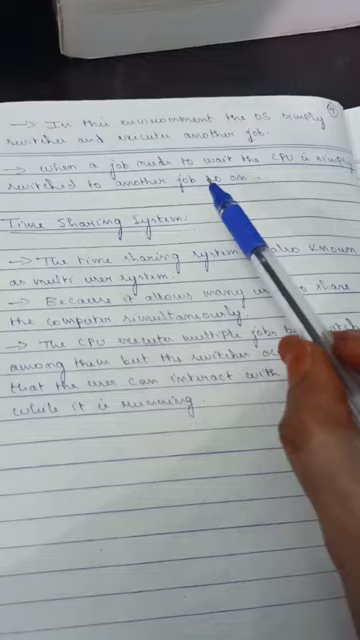 → In this environment the OS simply
switches and executes another job.
→ When a job needs to wait the CPU is simply
switched to another job so on.
Time Sharing System:
→ The time sharing system also known
as multi user system.
→ Because it allows many to share
the computer simultaneously.
→ The CPU executes multiple jobs by
among them but the switches
that the user can interact with
while it is running.